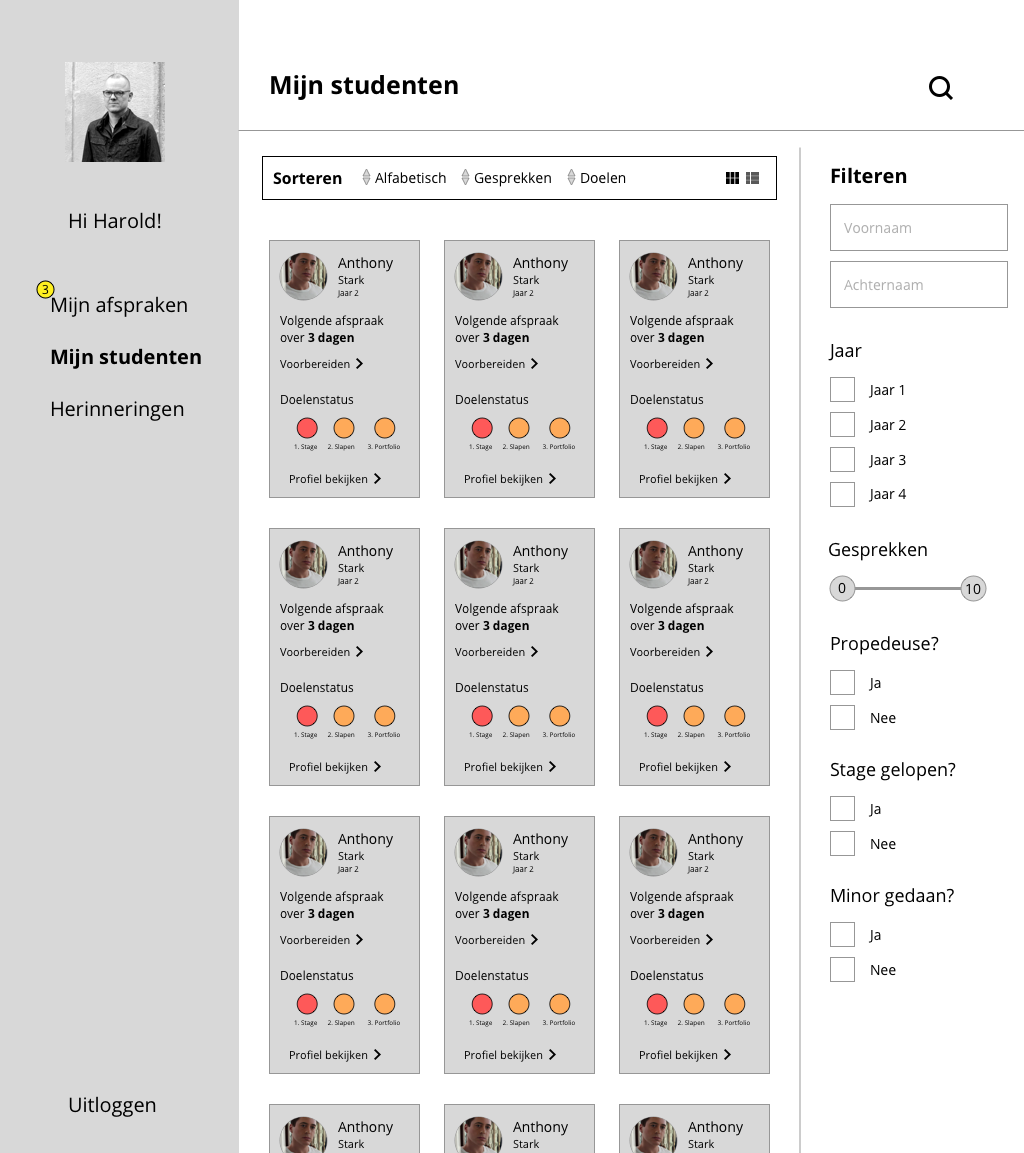 Hi Harold!
3
Mijn afspraken
Mijn studenten
Herinneringen
Uitloggen
Mijn studenten
Sorteren Alfabetisch Gesprekken Doelen
Anthony Anthony Anthony
Stark Stark Stark
Jaar 2 Jaar 2 Jaar 2
Volgende afspraak Volgende afspraak Volgende afspraak
over 3 dagen over 3 dagen over 3 dagen
Voorbereiden Voorbereiden Voorbereiden
Doelenstatus Doelenstatus Doelenstatus
1. Stage 2. Slapen 3. Portfolio 1. Stage 2. Slapen 3. Portfolio 1. Stage 2. Slapen 3. Portfolio
Profiel bekijken Profiel bekijken Profiel bekijken
Anthony Anthony Anthony
Stark Stark Stark
Jaar 2 Jaar 2 Jaar 2
Volgende afspraak Volgende afspraak Volgende afspraak
over 3 dagen over 3 dagen over 3 dagen
Voorbereiden Voorbereiden Voorbereiden
Doelenstatus Doelenstatus Doelenstatus
1. Stage 2. Slapen 3. Portfolio 1. Stage 2. Slapen 3. Portfolio 1. Stage 2. Slapen 3. Portfolio
Profiel bekijken Profiel bekijken Profiel bekijken
Anthony Anthony Anthony
Stark Stark Stark
Jaar 2 Jaar 2 Jaar 2
Volgende afspraak Volgende afspraak Volgende afspraak
over 3 dagen over 3 dagen over 3 dagen
Voorbereiden Voorbereiden Voorbereiden
Doelenstatus Doelenstatus Doelenstatus
1. Stage 2. Slapen 3. Portfolio 1. Stage 2. Slapen 3. Portfolio 1. Stage 2. Slapen 3. Portfolio
Profiel bekijken Profiel bekijken Profiel bekijken
Anthony Anthony Anthony
Stark Stark Stark
Filteren
Voornaam
Achternaam
Jaar
Jaar 1
Jaar 2
Jaar 3
Jaar 4
Gesprekken
0 10
Propedeuse?
Ja
Nee
Stage gelopen?
Ja
Nee
Minor gedaan?
Ja
Nee